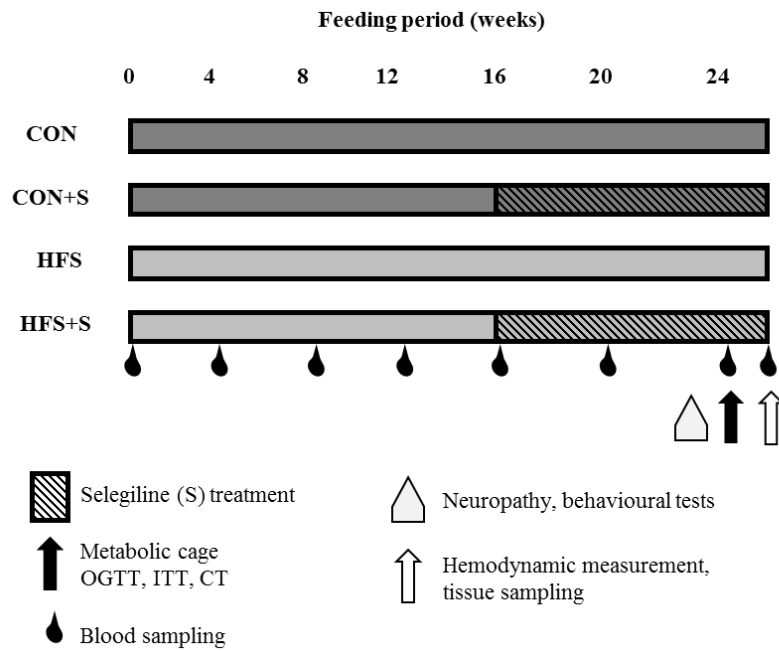 Feeding period (weeks)
0 4 8 12 16 20 24
CON
CON+S
HFS
HFS+S
Selegiline (S) treatment
Metabolic cage
OGTT, ITT, CT
Blood sampling
Neuropathy, behavioural tests
Hemodynamic measurement,
tissue sampling